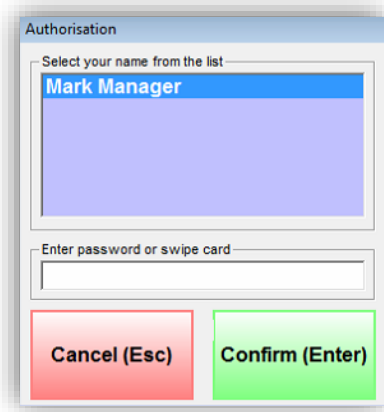 Authorisation
Select your name from the list
Mark Manager
Enter password or swipe card
Cancel (Esc)
Confirm (Enter)